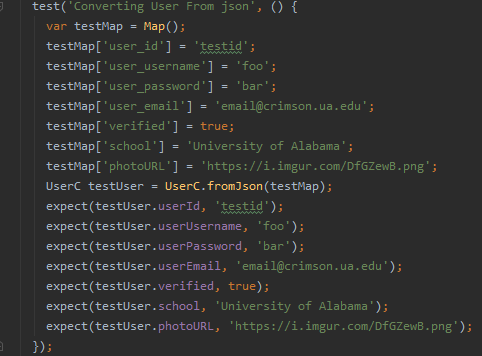 test('Converting User From json', () {
var testMap = Map();
testMap['user_id'] = 'testid';
testMap['user_username'] = 'foo';
testMap['user_password'] = 'bar';
testMap['user_email'] = 'email@crimson.ua.edu';
testMap['verified'] = true;
testMap['school'] = 'University of Alabama';
testMap['photoURL'] = 'https://i.imgur.com/DfGZewB.png';
UserC testUser = UserC.fromJson(testMap);
expect(testUser.userId, 'testid');
expect(testUser.userUsername, 'foo');
expect(testUser.userPassword, 'bar');
expect(testUser.userEmail, 'email@crimson.ua.edu');
expect(testUser.verified, true);
expect(testUser.school, 'University of Alabama');
expect(testUser.photoURL, 'https://i.imgur.com/DfGZewB.png');
});